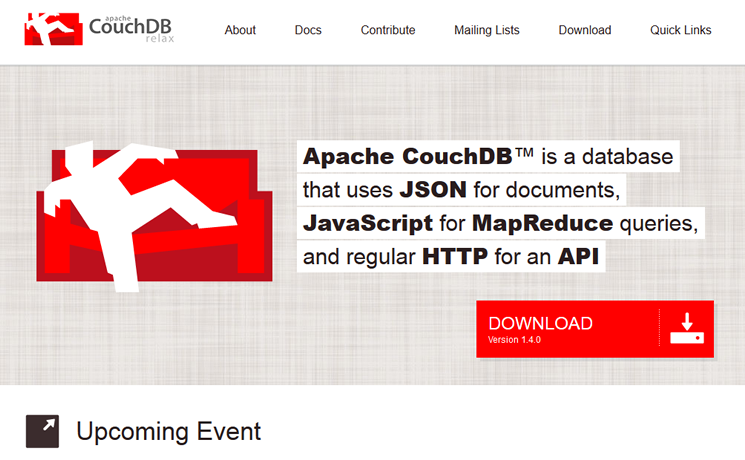 apache
CouchDB
relax
About Docs Contribute Mailing Lists Download Quick Links
Apache CouchDB™ is a database
that uses JSON for documents,
JavaScript for MapReduce queries,
and regular HTTP for an API
DOWNLOAD
Version 1.4.0
Upcoming Event